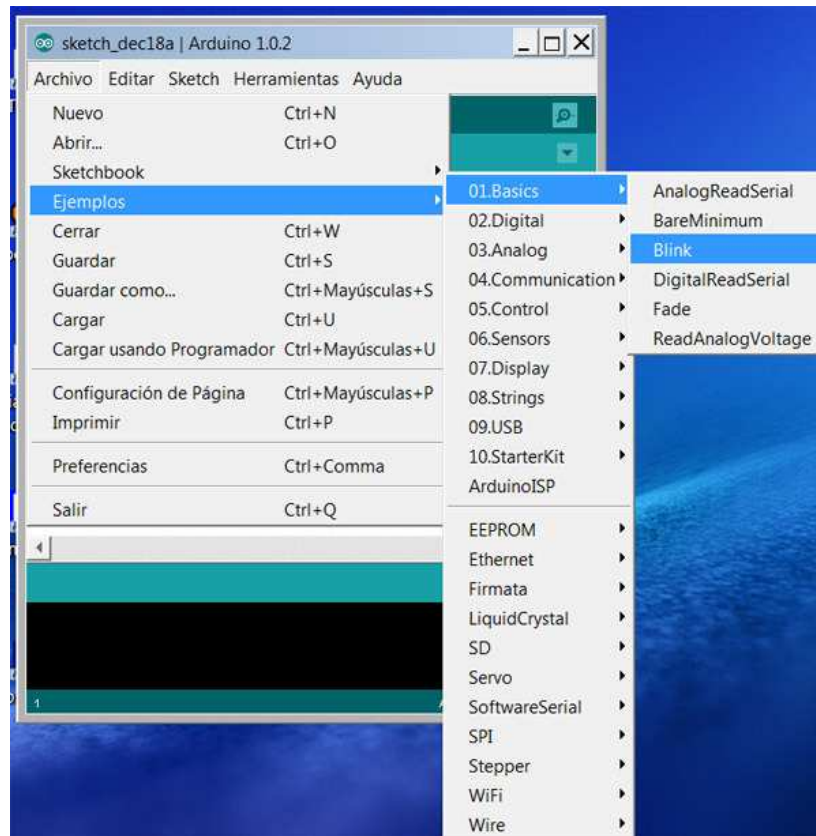 sketch_dec18a | Arduino 1.0.2
Archivo Editar Sketch Herramientas Ayuda
Nuevo Ctrl+N
Abrir... Ctrl+O
Sketchbook
Ejemplos
Cerrar Ctrl+W
Guardar Ctrl+S
Guardar como... Ctrl+Mayúsculas+S
Cargar Ctrl+U
Cargar usando Programador Ctrl+Mayúsculas+U
Configuración de Página Ctrl+Mayúsculas+P
Imprimir Ctrl+P
Preferencias Ctrl+Comma
Salir Ctrl+Q
1
01.Basics
02.Digital
03.Analog
04.Communication
05.Control
06.Sensors
07.Display
08.Strings
09.USB
10.StarterKit
ArduinoISP
EEPROM
Ethernet
Firmata
LiquidCrystal
SD
Servo
SoftwareSerial
SPI
Stepper
WiFi
Wire
AnalogReadSerial
BareMinimum
Blink
DigitalReadSerial
Fade
ReadAnalogVoltage